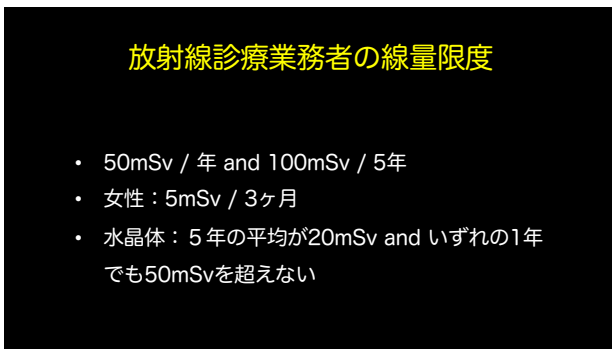 放射線診療業務者の線量限度
• 50mSv / 年 and 100mSv / 5年
• 女性：5mSv / 3ヶ月
• 水晶体：５年の平均が20mSv and いずれの1年
でも50mSvを超えない